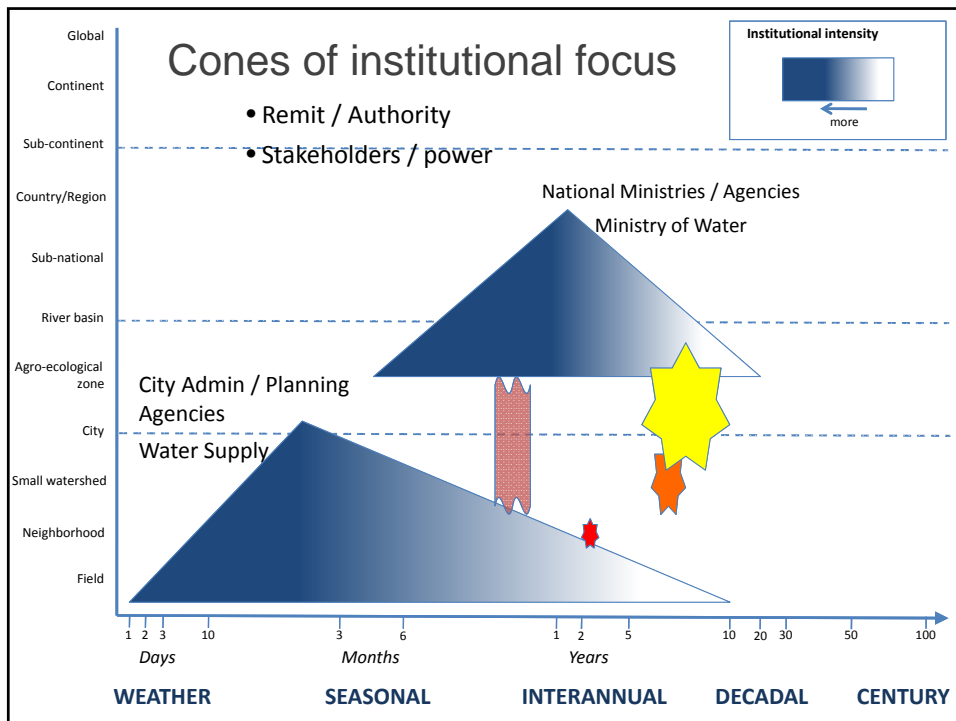 Cones of institutional focus
• Remit / Authority
• Stakeholders / power
Institutional intensity
more
Global
Continent
Sub-continent
Country/Region
Sub-national
River basin
Agro-ecological
zone
City
Small watershed
Neighborhood
Field
National Ministries / Agencies
Ministry of Water
City Admin / Planning
Agencies
Water Supply
1 2 3 10 3 6 1 2 5 10 20 30 50 100
Days Months Years
WEATHER SEASONAL INTERANNUAL DECADAL CENTURY